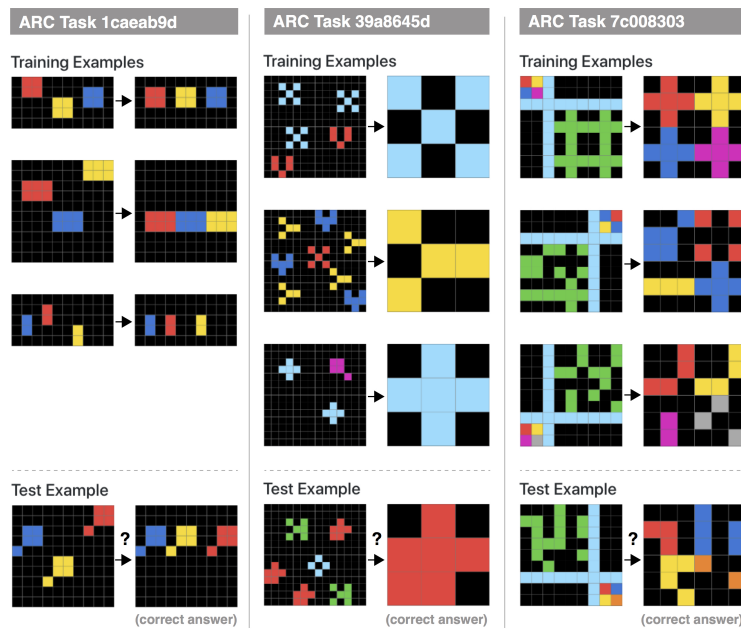 ARC Task 1caeab9d
Training Examples
Test Example
?
(correct answer)
ARC Task 39a8645d
Training Examples
Test Example
?
(correct answer)
ARC Task 7c008303
Training Examples
Test Example
?
(correct answer)